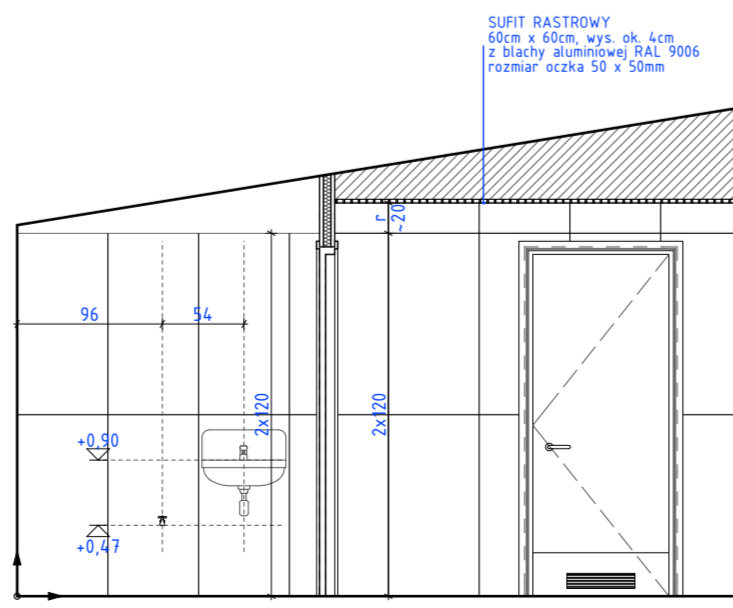 SUFIT RASTROWY
60cm x 60cm, wys. ok. 4cm
z blachy aluminiowej RAL 9006
rozmiar oczka 50 x 50mm
r
~20
96
54
2x120
2x120
+0,90
+0,47